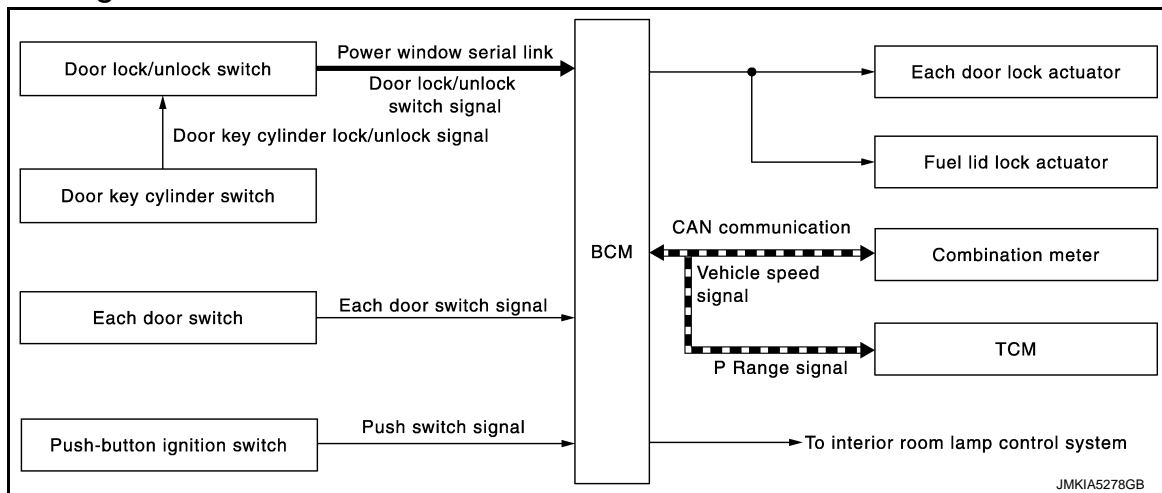 Door lock/unlock switch
Power window serial link
Door lock/unlock
switch signal
Door key cylinder lock/unlock signal
Door key cylinder switch
Each door switch
Each door switch signal
Push-button ignition switch
Push switch signal
BCM
Each door lock actuator
Fuel lid lock actuator
CAN communication
Combination meter
Vehicle speed
signal
TCM
P Range signal
To interior room lamp control system
JMKIA5278GB